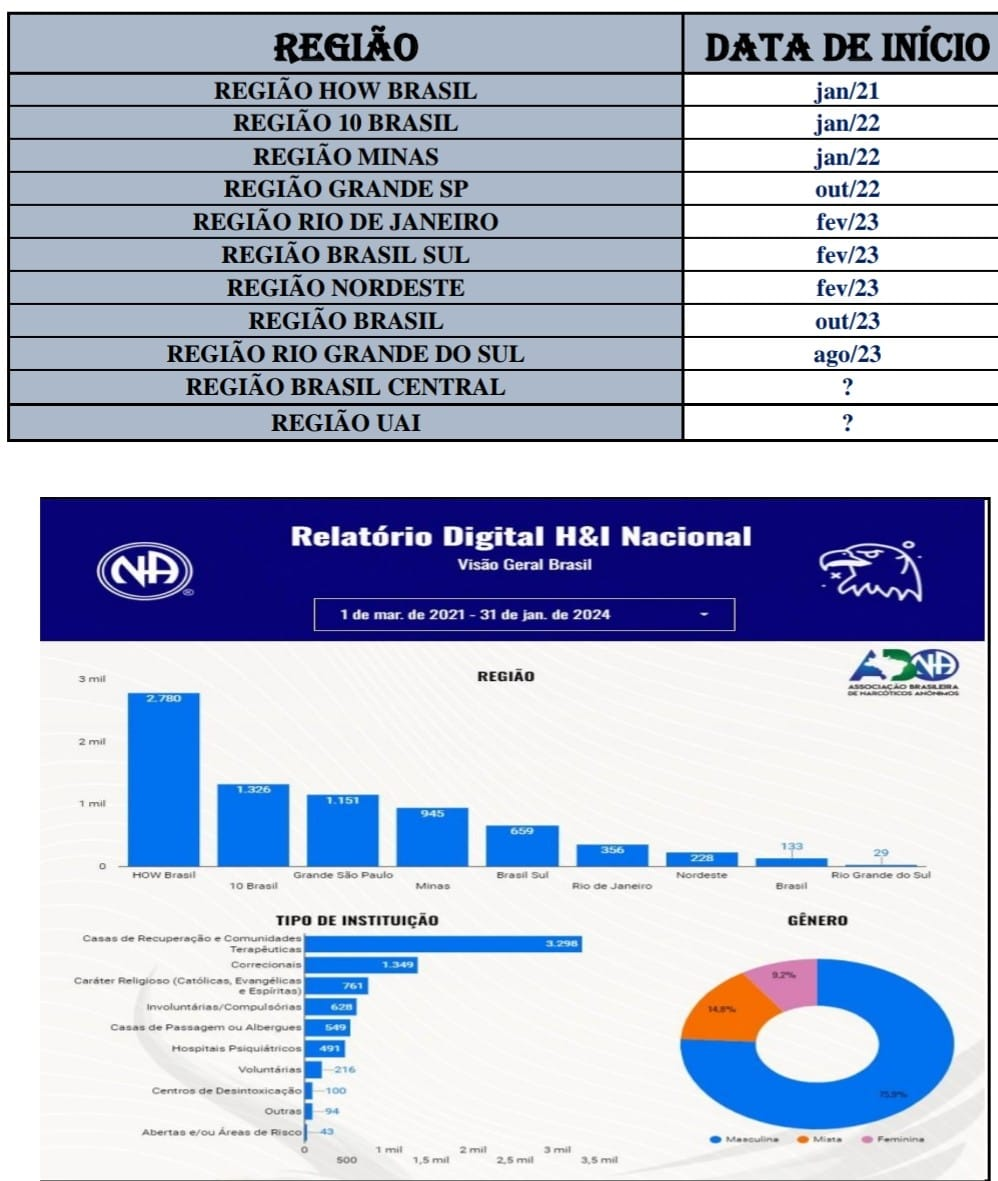 REGIÃO DATA DE INÍCIO
REGIÃO HOW BRASIL jan/21
REGIÃO 10 BRASIL jan/22
REGIÃO MINAS jan/22
REGIÃO GRANDE SP out/22
REGIÃO RIO DE JANEIRO fev/23
REGIÃO BRASIL SUL fev/23
REGIÃO NORDESTE fev/23
REGIÃO BRASIL out/23
REGIÃO RIO GRANDE DO SUL ago/23
REGIÃO BRASIL CENTRAL ?
REGIÃO UAI ?
Relatório Digital H&I Nacional
Visão Geral Brasil
NA
®
1 de mar. de 2021 - 31 de jan. de 2024
ABNA
ASSOCIAÇÃO BRASILEIRA
DE NARCÓTICOS ANÔNIMOS
REGIÃO
3 mil
2 mil
1 mil
0
2.780
1.326
1.151
945
659
356
228
133
29
HOW Brasil
10 Brasil
Grande São Paulo
Minas
Brasil Sul
Rio de Janeiro
Nordeste
Brasil
Rio Grande do Sul
TIPO DE INSTITUIÇÃO
Casas de Recuperação e Comunidades
Terapêuticas 3.298
Correcionais 1.349
Caráter Religioso (Católicas, Evangélicas
e Espíritas) 761
Involuntárias/Compulsórias 628
Casas de Passagem ou Albergues 549
Hospitais Psiquiátricos 491
Voluntárias 216
Centros de Desintoxicação 100
Outras 94
Abertas e/ou Áreas de Risco 43
0 500 1 mil 1,5 mil 2 mil 2,5 mil 3 mil 3,5 mil
GÊNERO
9,2%
14,8%
75,9%
Masculina Mista Feminina